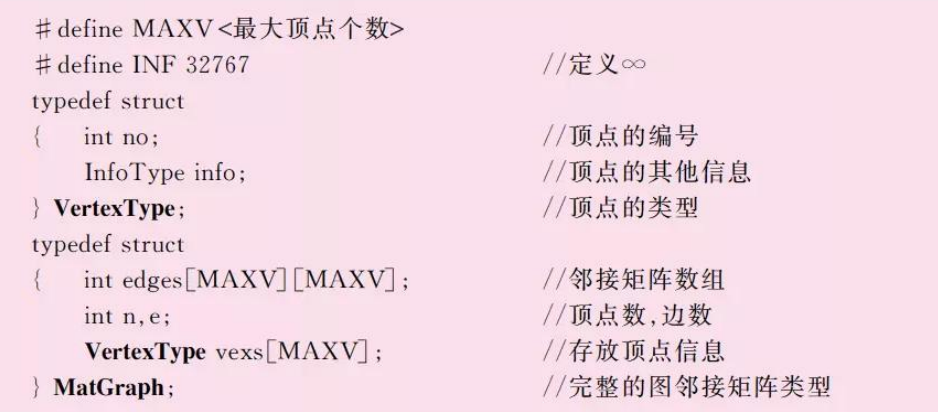 #define MAXV<最大顶点个数>
#define INF 32767 //定义∞
typedef struct
{ int no; //顶点的编号
InfoType info; //顶点的其他信息
} VertexType; //顶点的类型
typedef struct
{ int edges[MAXV][MAXV]; //邻接矩阵数组
int n,e; //顶点数,边数
VertexType vexs[MAXV]; //存放顶点信息
} MatGraph; //完整的图邻接矩阵类型